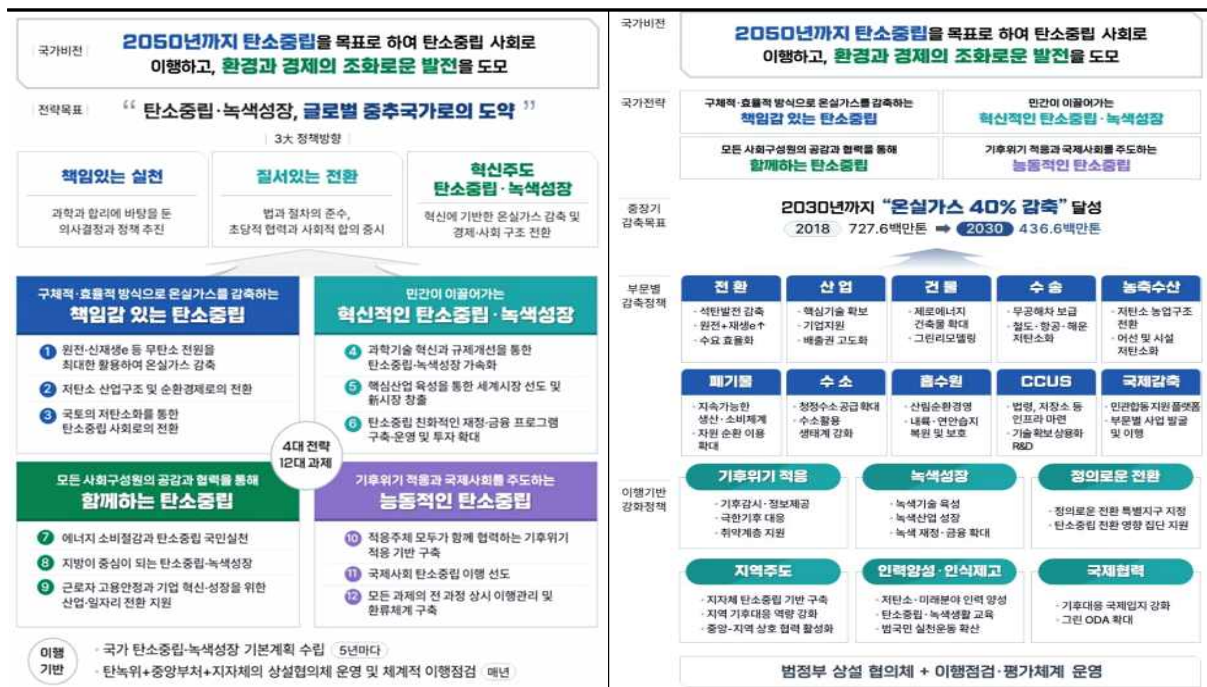 국가비전
2050년까지 탄소중립을 목표로 하여 탄소중립 사회로
이행하고, 환경과 경제의 조화로운 발전을 도모
전략목표
“ 탄소중립·녹색성장, 글로벌 중추국가로의 도약 ”
3大 정책방향
책임있는 실천
과학과 합리에 바탕을 둔
의사결정과 정책 추진
질서있는 전환
법과 절차의 준수,
초당적 협력과 사회적 합의 중시
혁신주도
탄소중립·녹색성장
혁신에 기반한 온실가스 감축 및
경제·사회 구조 전환
구체적·효율적 방식으로 온실가스를 감축하는
책임감 있는 탄소중립
1 원전·신재생e 등 무탄소 전원을
최대한 활용하여 온실가스 감축
2 저탄소 산업구조 및 순환경제로의 전환
3 국토의 저탄소화를 통한
탄소중립 사회로의 전환
민간이 이끌어가는
혁신적인 탄소중립·녹색성장
4 과학기술 혁신과 규제개선을 통한
탄소중립-녹색성장 가속화
5 핵심산업 육성을 통한 세계시장 선도 및
新시장 창출
6 탄소중립 친화적인 재정·금융 프로그램
구축·운영 및 투자 확대
4대 전략
12대 과제
모든 사회구성원의 공감과 협력을 통해
함께하는 탄소중립
7 에너지 소비절감과 탄소중립 국민실천
8 지방이 중심이 되는 탄소중립-녹색성장
9 근로자 고용안정과 기업 혁신·성장을 위한
산업·일자리 전환 지원
기후위기 적응과 국제사회를 주도하는
능동적인 탄소중립
10 적응주체 모두가 함께 협력하는 기후위기
적응 기반 구축
11 국제사회 탄소중립 이행 선도
12 모든 과제의 전 과정 상시 이행관리 및
환류체계 구축
이행
기반
· 국가 탄소중립-녹색성장 기본계획 수립 5년마다
· 탄녹위+중앙부처+지자체의 상설협의체 운영 및 체계적 이행점검 매년
국가비전
2050년까지 탄소중립을 목표로 하여 탄소중립 사회로
이행하고, 환경과 경제의 조화로운 발전을 도모
국가전략
구체적·효율적 방식으로 온실가스를 감축하는
책임감 있는 탄소중립
민간이 이끌어가는
혁신적인 탄소중립·녹색성장
모든 사회구성원의 공감과 협력을 통해
함께하는 탄소중립
기후위기 적응과 국제사회를 주도하는
능동적인 탄소중립
중장기
감축목표
2030년까지 “온실가스 40% 감축” 달성
2018 727.6백만톤 ➡ 2030 436.6백만톤
부문별
감축정책
전환
· 석탄발전 감축
· 원전+재생e↑
· 수요 효율화
산업
· 핵심기술 확보
· 기업지원
· 배출권 고도화
건물
· 제로에너지
건축물 확대
· 그린리모델링
수송
· 무공해차 보급
· 철도·항공·해운
저탄소화
농축수산
· 저탄소 농업구조
전환
· 어선 및 시설
저탄소화
폐기물
· 지속가능한
생산·소비체계
· 자원 순환 이용
확대
수소
· 청정수소 공급 확대
· 수소활용
생태계 강화
흡수원
· 산림순환경영
· 내륙·연안습지
복원 및 보호
CCUS
· 법령, 저장소 등
인프라 마련
· 기술확보 상용화
R&D
국제감축
· 민관합동 지원 플랫폼
· 부문별 사업 발굴
및 이행
이행기반
강화정책
기후위기 적응
· 기후감시·정보제공
· 극한기후 대응
· 취약계층 지원
녹색성장
· 녹색기술 육성
· 녹색산업 성장
· 녹색 재정·금융 확대
정의로운 전환
· 정의로운 전환 특별지구 지정
· 탄소중립 전환 영향 집단 지원
지역주도
· 지자체 탄소중립 기반 구축
· 지역 기후대응 역량 강화
· 중앙-지역 상호 협력 활성화
인력양성·인식제고
· 저탄소·미래분야 인력 양성
· 탄소중립·녹색생활 교육
· 범국민 실천운동 확산
국제협력
· 기후대응 국제입지 강화
· 그린 ODA 확대
범정부 상설 협의체 + 이행점검·평가체계 운영